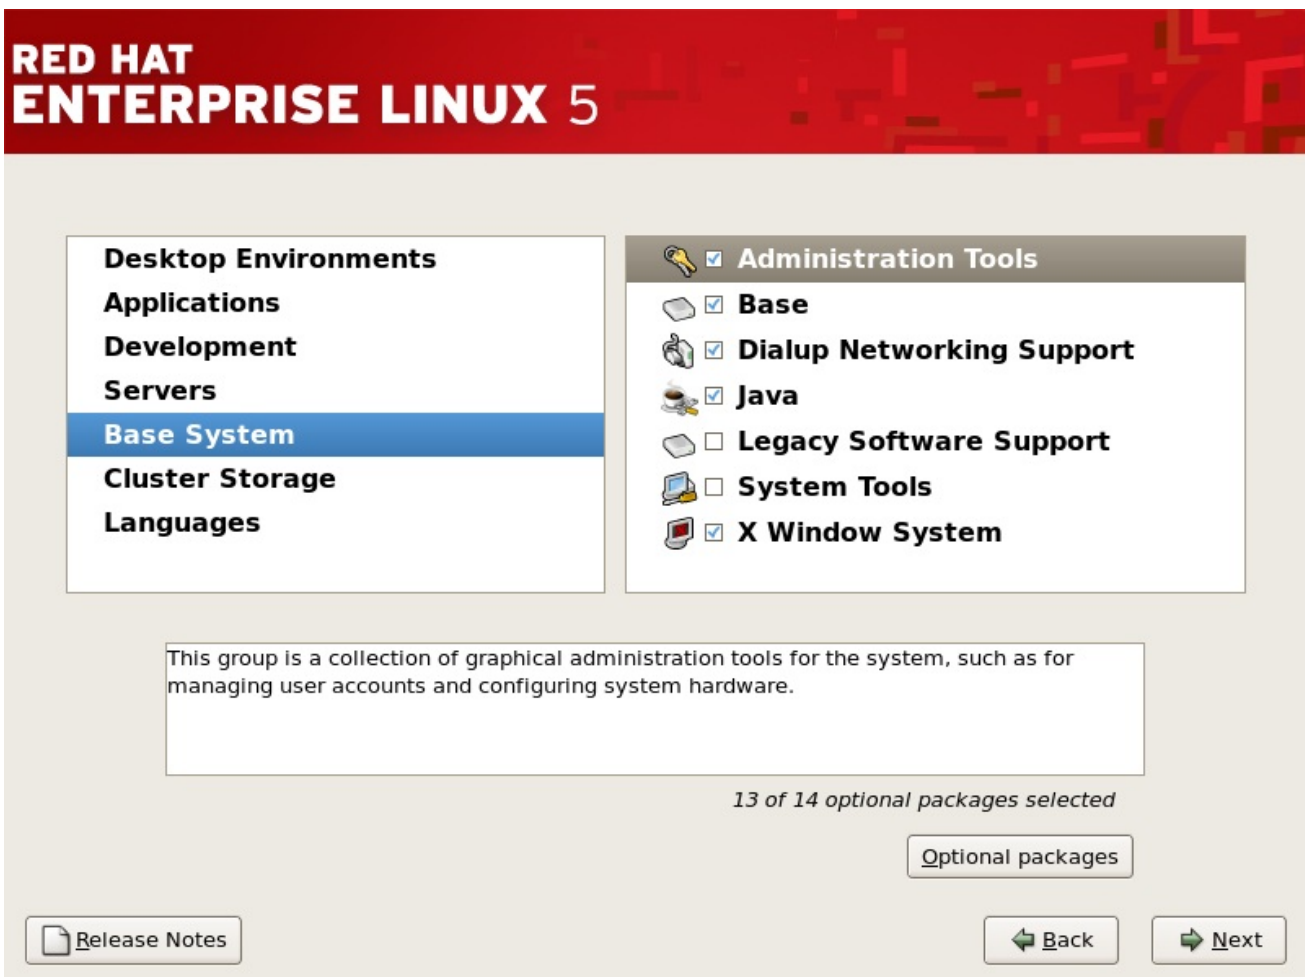 RED HAT
ENTERPRISE LINUX 5
Desktop Environments
Applications
Development
Servers
Base System
Cluster Storage
Languages
Administration Tools
Base
Dialup Networking Support
Java
Legacy Software Support
System Tools
X Window System
This group is a collection of graphical administration tools for the system, such as for
managing user accounts and configuring system hardware.
13 of 14 optional packages selected
Optional packages
Release Notes
Back
Next